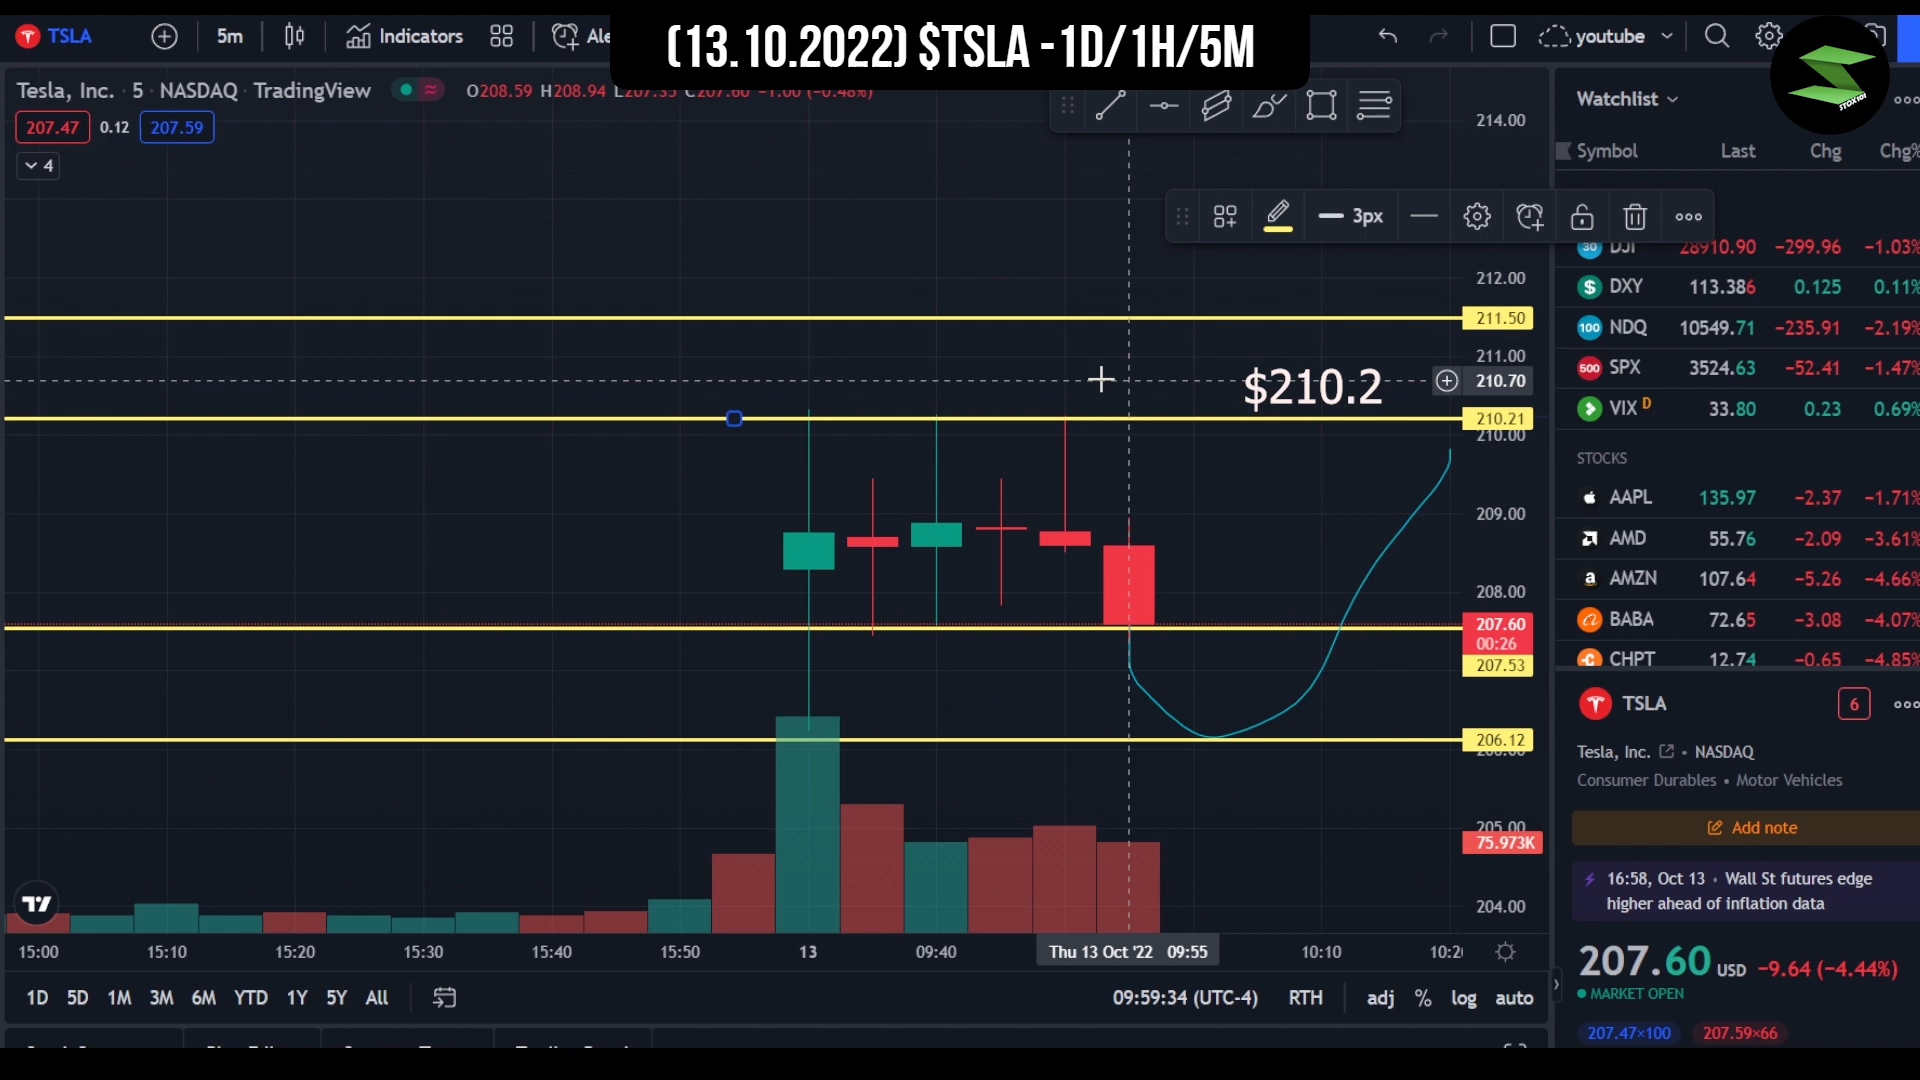 (13.10.2022) $TSLA -1D/1H/5M
TSLA
5m
Indicators
youtube
Tesla, Inc. · 5 · NASDAQ · TradingView
O208.59 H208.94 L207.35 C207.60 −1.00 (−0.48%)
207.47 0.12 207.59
4
3px
$210.2
214.00
212.00
211.50
211.00
210.70
210.21
210.00
209.00
208.00
207.60
00:26
207.53
206.12
205.00
75.973K
204.00
15:00 15:10 15:20 15:30 15:40 15:50 13 09:40 Thu 13 Oct '22 09:55 10:10
1D 5D 1M 3M 6M YTD 1Y 5Y All
09:59:34 (UTC-4) RTH adj % log auto
STOX101
Watchlist
Symbol Last Chg Chg%
30 DJI 28910.90 −299.96 −1.03%
DXY 113.386 0.125 0.11%
100 NDQ 10549.71 −235.91 −2.19%
500 SPX 3524.63 −52.41 −1.47%
VIX D 33.80 0.23 0.69%
STOCKS
AAPL 135.97 −2.37 −1.71%
AMD 55.76 −2.09 −3.61%
AMZN 107.64 −5.26 −4.66%
BABA 72.65 −3.08 −4.07%
CHPT 12.74 −0.65 −4.85%
TSLA 6
Tesla, Inc. • NASDAQ
Consumer Durables • Motor Vehicles
Add note
16:58, Oct 13 • Wall St futures edge
higher ahead of inflation data
207.60 USD −9.64 (−4.44%)
MARKET OPEN
207.47×100 207.59×66